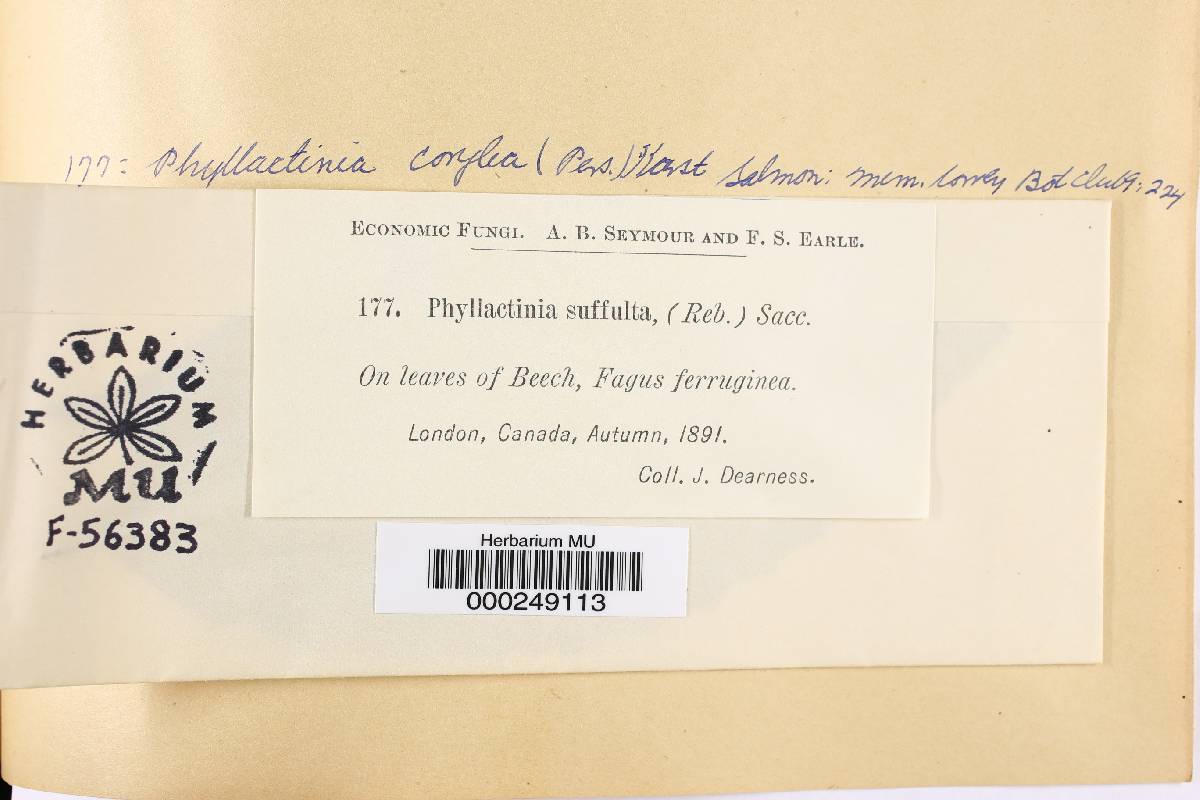 177: Phyllactinia corylea (Pers.) Karst Salmon: Mem. Torrey Bot Club 9: 224
ECONOMIC FUNGI. A. B. SEYMOUR AND F. S. EARLE.
177. Phyllactinia suffulta, (Reb.) Sacc.
On leaves of Beech, Fagus ferruginea.
London, Canada, Autumn, 1891.
Coll. J. Dearness.
HERBARIUM
MU
F-56383
Herbarium MU
000249113